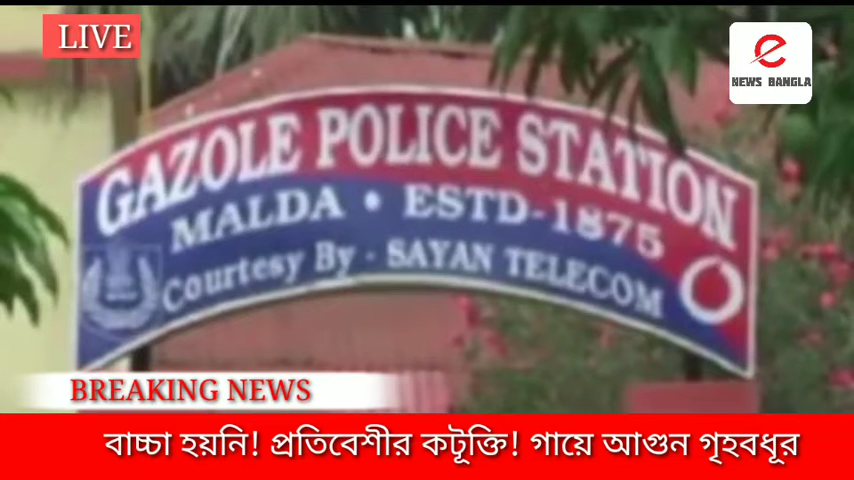 LIVE
e
NEWS BANGLA
GAZOLE POLICE STATION
MALDA • ESTD-1875
Courtesy By - SAYAN TELECOM
BREAKING NEWS
বাচ্চা হয়নি! প্রতিবেশীর কটূক্তি! গায়ে আগুন গৃহবধূর